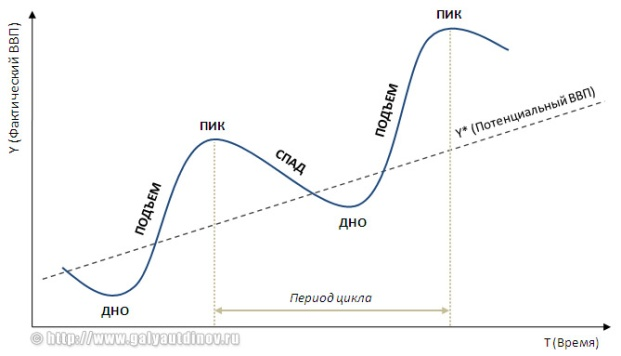 ПИК
Y (Фактический ВВП)
ПОДЪЕМ
Y* (Потенциальный ВВП)
ПИК
СПАД
ПОДЪЕМ
ДНО
Период цикла
ДНО
© http://www.galyautdinov.ru
T (Время)